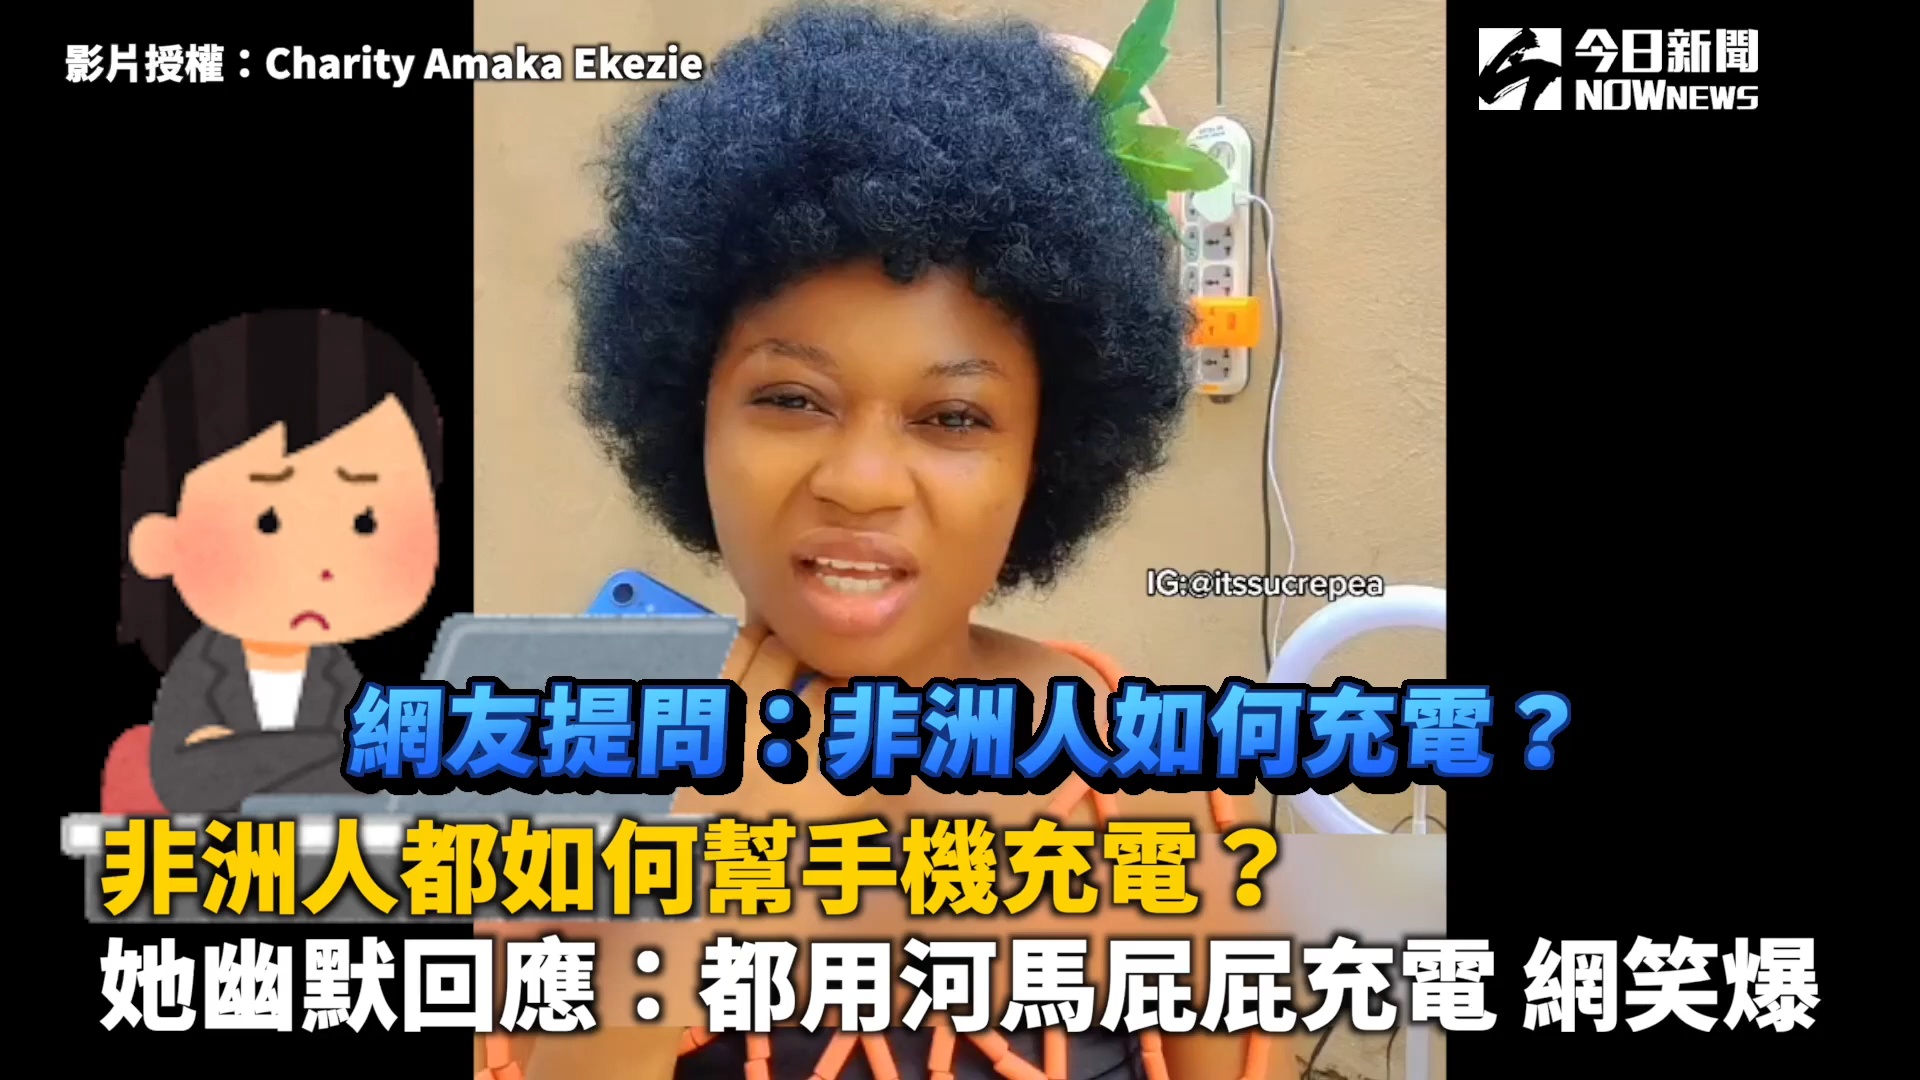 影片授權：Charity Amaka Ekezie
今日新聞
NOWNEWS
IG:@itssucrepea
網友提問：非洲人如何充電？
非洲人都如何幫手機充電？
她幽默回應：都用河馬屁屁充電 網笑爆